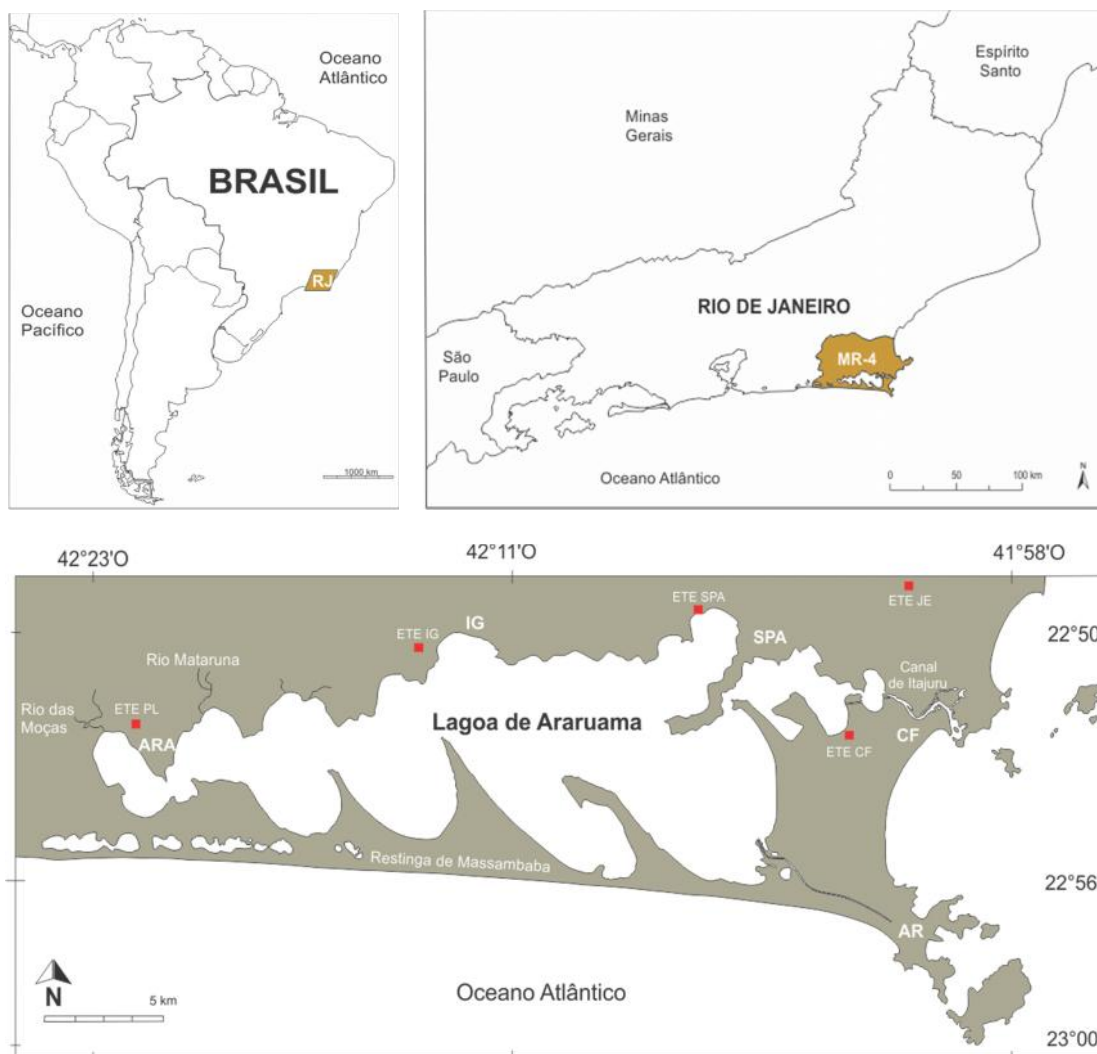 Oceano
Atlântico
BRASIL
RJ
Oceano
Pacífico
1000 km
Espírito
Santo
Minas
Gerais
RIO DE JANEIRO
MR-4
São
Paulo
Oceano Atlântico
0 50 100 km
N
42°23'O
42°11'O
41°58'O
ETE JE
ETE SPA
IG
SPA
22°50
ETE IG
Rio Mataruna
Canal
de Itajuru
Rio das
Moças
ETE PL
Lagoa de Araruama
ARA
CF
ETE CF
Restinga de Massambaba
22°56
AR
N
5 km
Oceano Atlântico
23°00